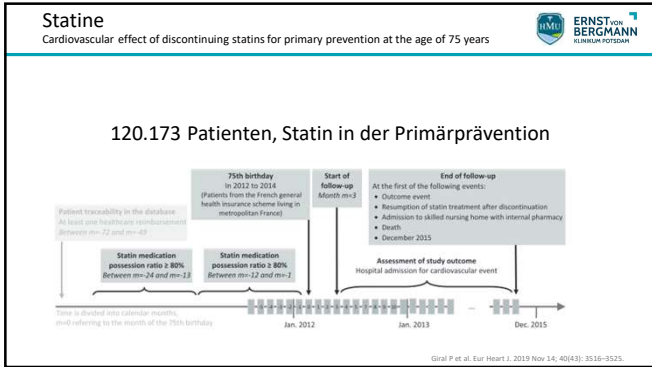 Statine
Cardiovascular effect of discontinuing statins for primary prevention at the age of 75 years
HMU
ERNST VON
BERGMANN
KLINIKUM POTSDAM
120.173 Patienten, Statin in der Primärprävention
Patient traceability in the database
At least one healthcare reimbursement
Between m=-72 and m=-49
Statin medication
possession ratio ≥ 80%
Between m=-24 and m=-13
Statin medication
possession ratio ≥ 80%
Between m=-12 and m=-1
75th birthday
In 2012 to 2014
(Patients from the French general
health insurance scheme living in
metropolitan France)
Start of
follow-up
Month m=3
End of follow-up
At the first of the following events:
• Outcome event
• Resumption of statin treatment after discontinuation
• Admission to skilled nursing home with internal pharmacy
• Death
• December 2015
Assessment of study outcome
Hospital admission for cardiovascular event
Time is divided into calendar months,
m=0 referring to the month of the 75th birthday
Jan. 2012
Jan. 2013
...
Dec. 2015
Giral P et al. Eur Heart J. 2019 Nov 14; 40(43): 3516–3525.